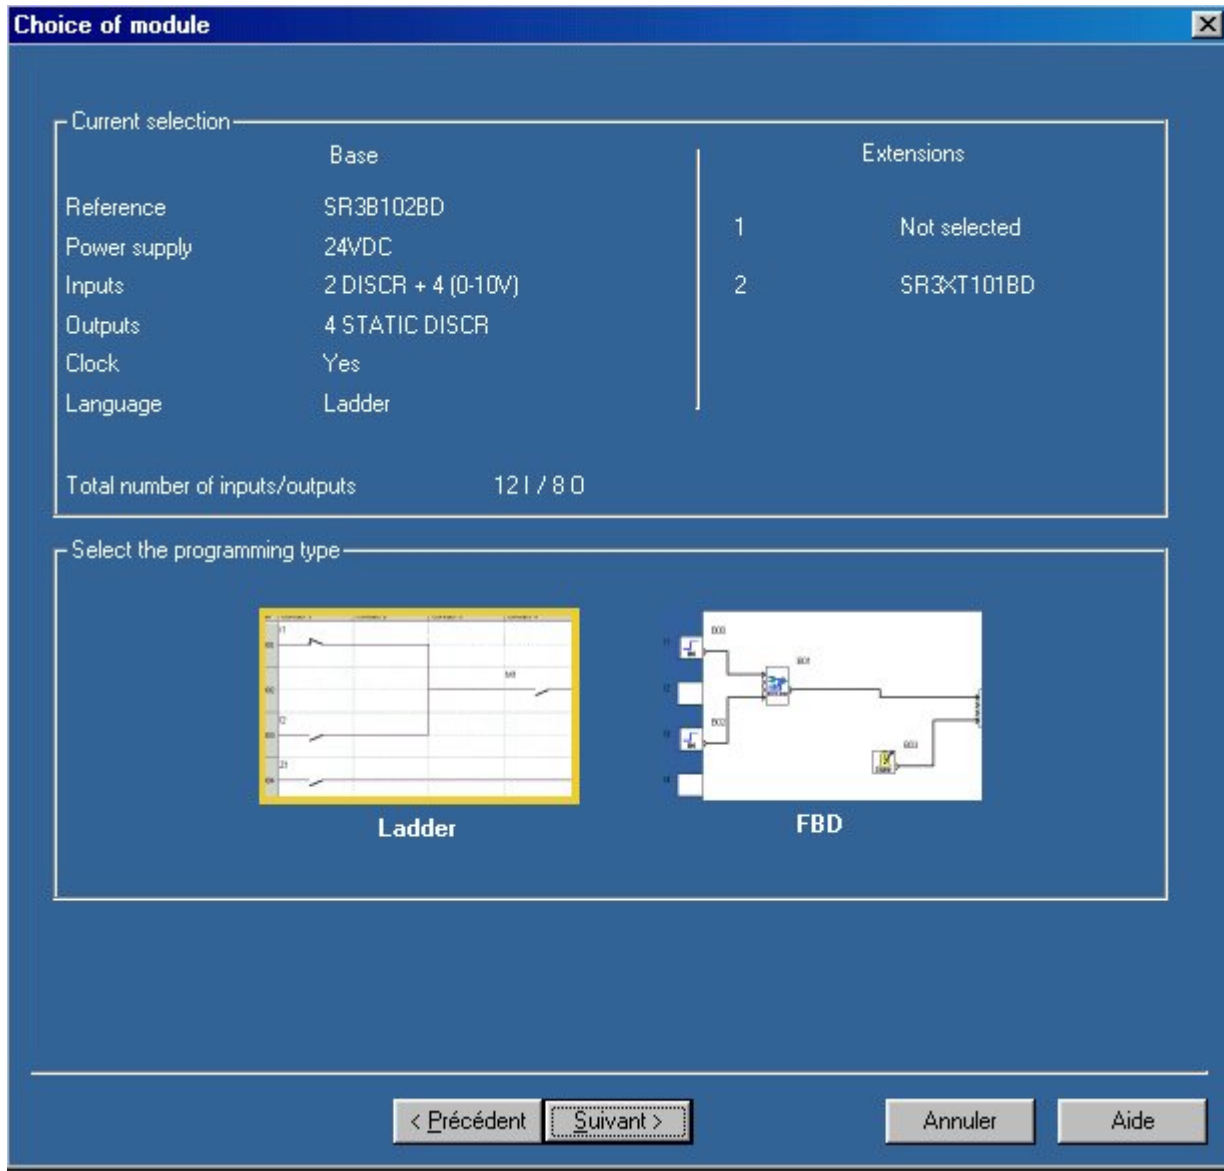 Choice of module
Current selection
Base
Extensions
Reference SR3B102BD
Power supply 24VDC
Inputs 2 DISCR + 4 (0-10V)
Outputs 4 STATIC DISCR
Clock Yes
Language Ladder
1 Not selected
2 SR3XT101BD
Total number of inputs/outputs 12 I / 8 O
Select the programming type
Ladder
FBD
< Précédent
Suivant >
Annuler
Aide